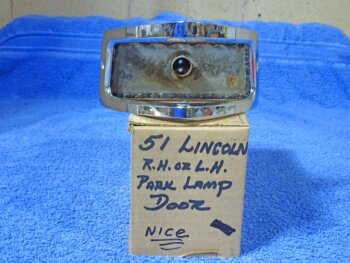 51 LINCOLN
R.H. OR L.H.
PARK LAMP
DOOR
NICE